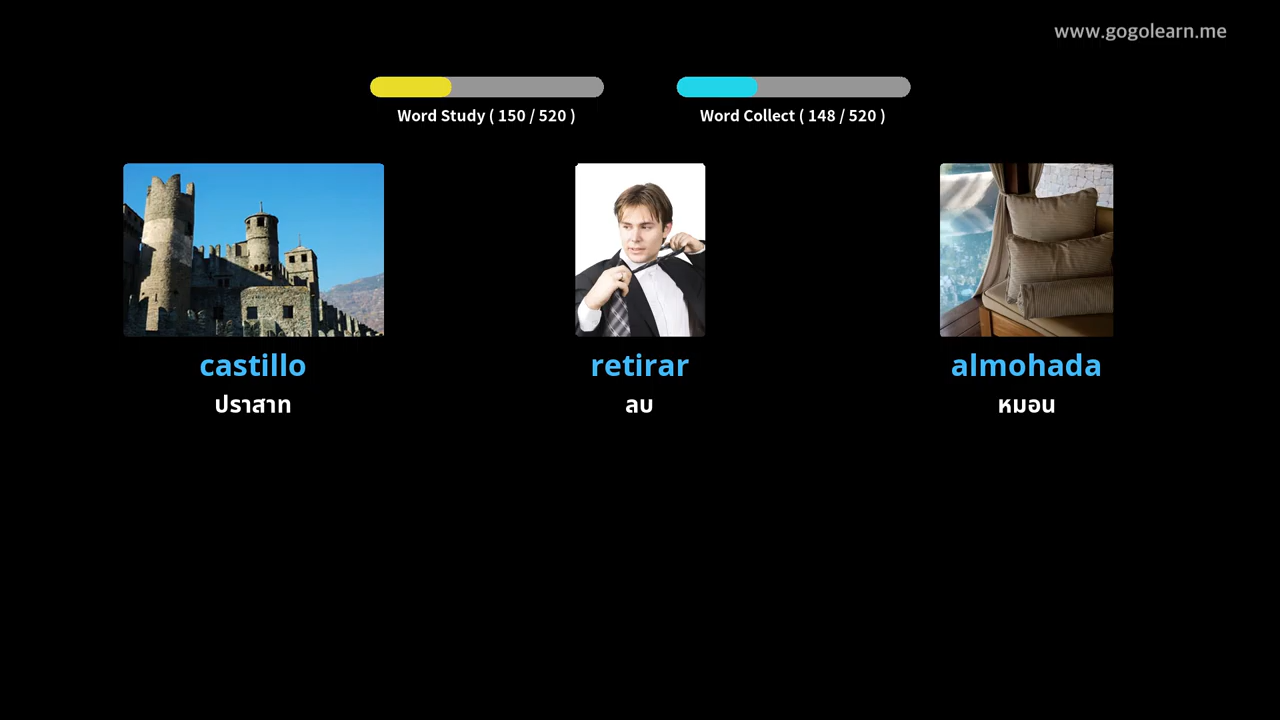 www.gogolearn.me
Word Study ( 150 / 520 )
Word Collect ( 148 / 520 )
castillo
ปราสาท
retirar
ลบ
almohada
หมอน